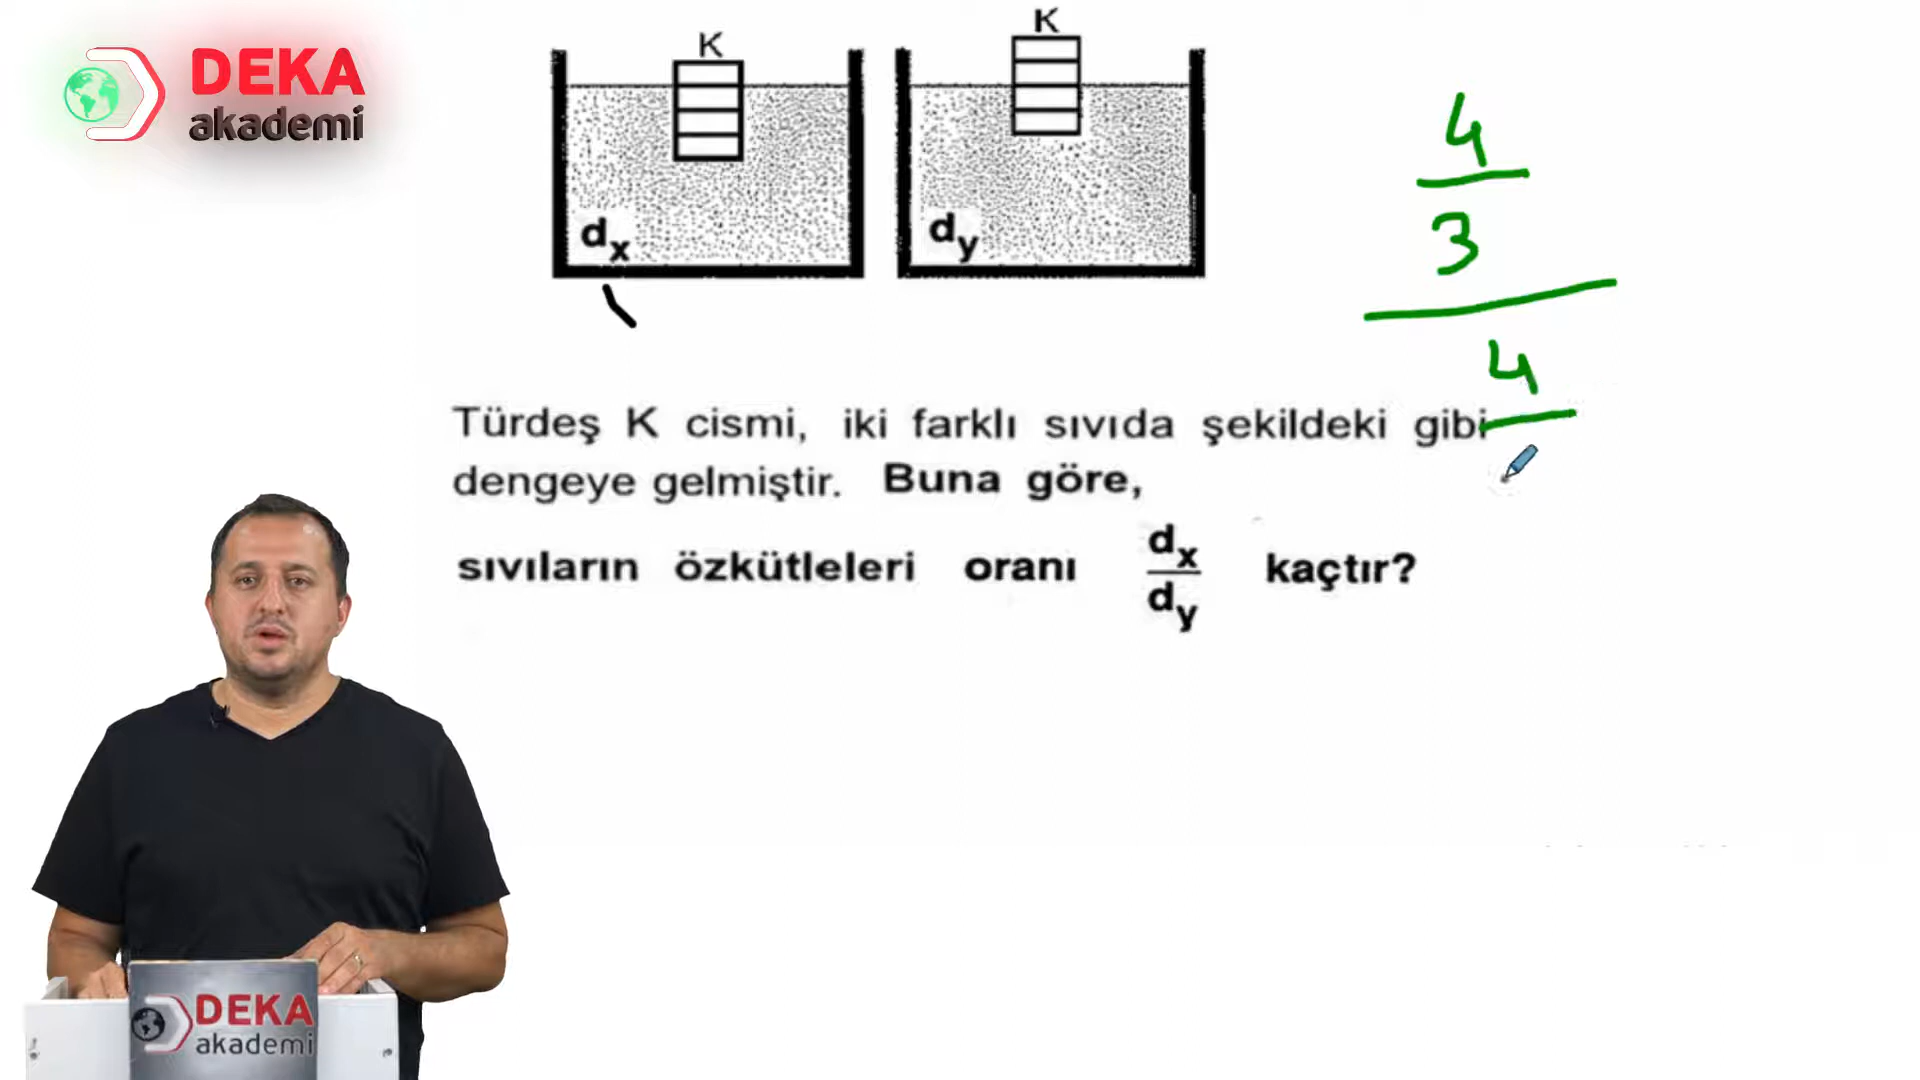 DEKA
akademi
K
K
dx
dy
4
3
4
Türdeş K cismi, iki farklı sıvıda şekildeki gibi
dengeye gelmiştir. Buna göre,
sıvıların özkütleleri oranı dx/dy kaçtır?
DEKA
akademi